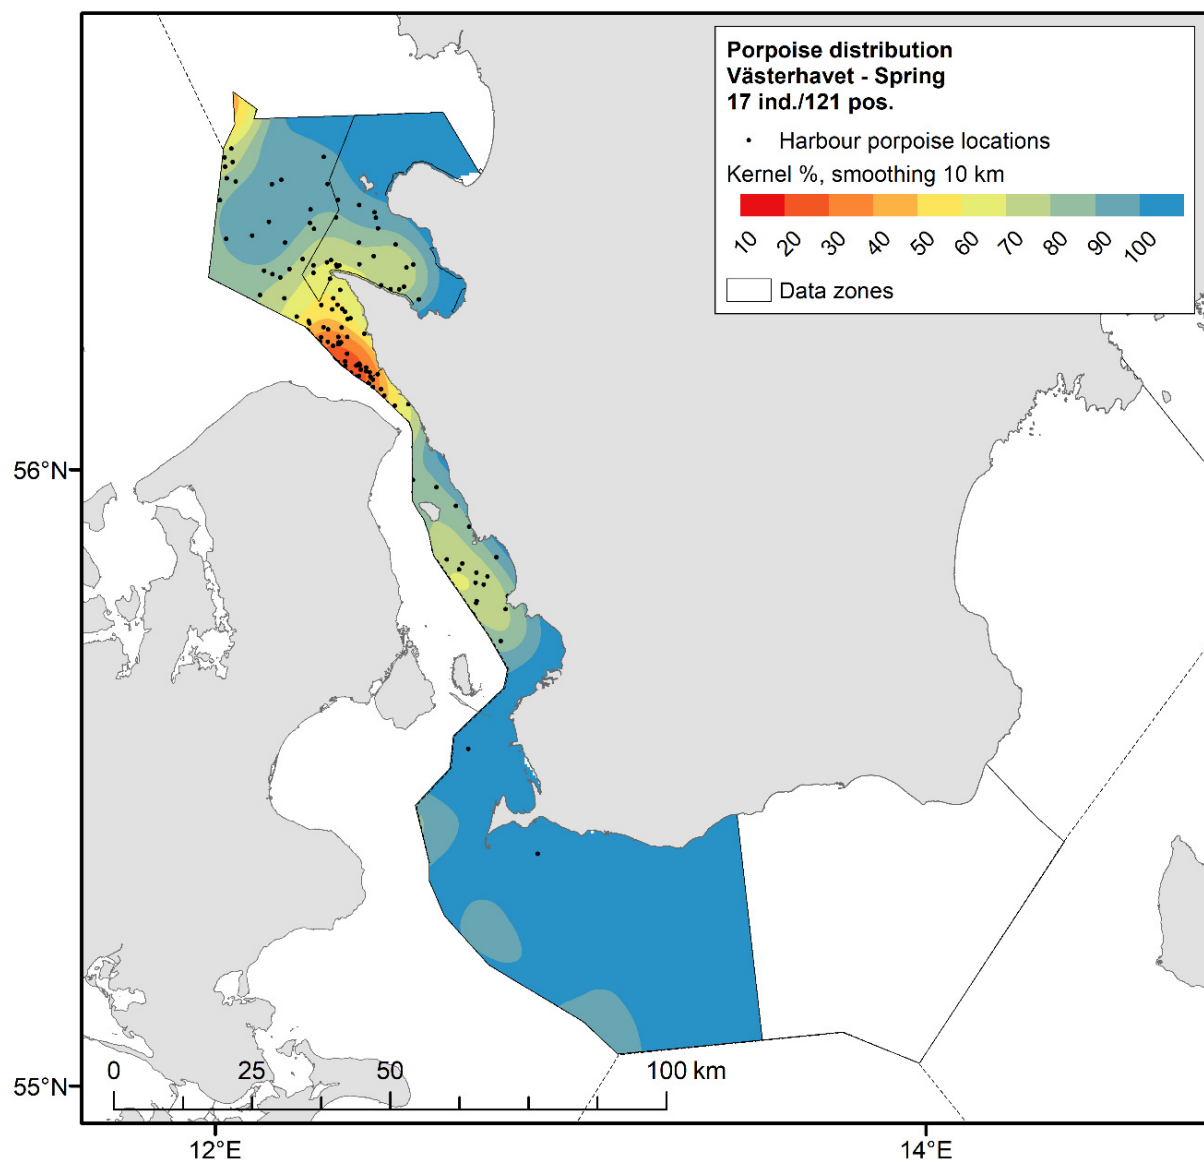 Porpoise distribution
Västerhavet - Spring
17 ind./121 pos.
Harbour porpoise locations
Kernel %, smoothing 10 km
10 20 30 40 50 60 70 80 90 100
Data zones
56°N
55°N
0 25 50 100 km
12°E 14°E